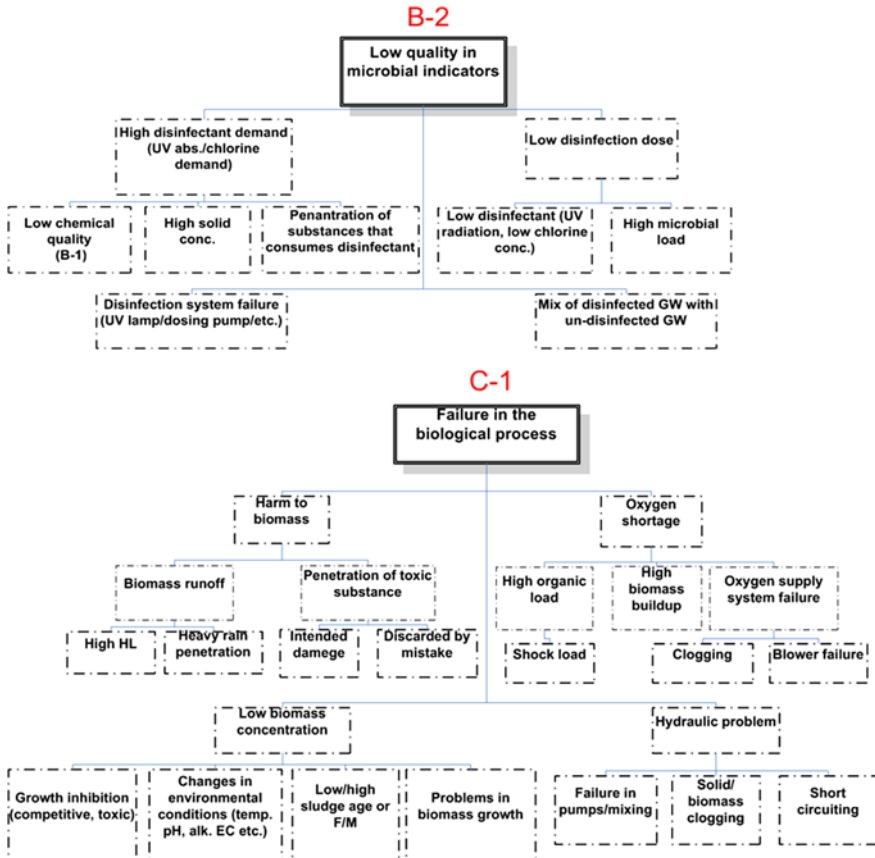 B-2
Low quality in
microbial indicators
High disinfectant demand
(UV abs./chlorine
demand)
Low disinfection dose
Low chemical
quality
(B-1)
High solid
conc.
Penantration of
substances that
consumes disinfectant
Low disinfectant (UV
radiation, low chlorine
conc.)
High microbial
load
Disinfection system failure
(UV lamp/dosing pump/etc.)
Mix of disinfected GW with
un-disinfected GW
C-1
Failure in the
biological process
Harm to
biomass
Oxygen
shortage
Biomass runoff
Penetration of toxic
substance
High organic
load
High
biomass
buildup
Oxygen supply
system failure
High HL
Heavy rain
penetration
Intended
damege
Discarded by
mistake
Shock load
Clogging
Blower failure
Low biomass
concentration
Hydraulic problem
Growth inhibition
(competitive, toxic)
Changes in
environmental
conditions (temp.
pH, alk. EC etc.)
Low/high
sludge age or
F/M
Problems in
biomass growth
Failure in
pumps/mixing
Solid/
biomass
clogging
Short
circuiting